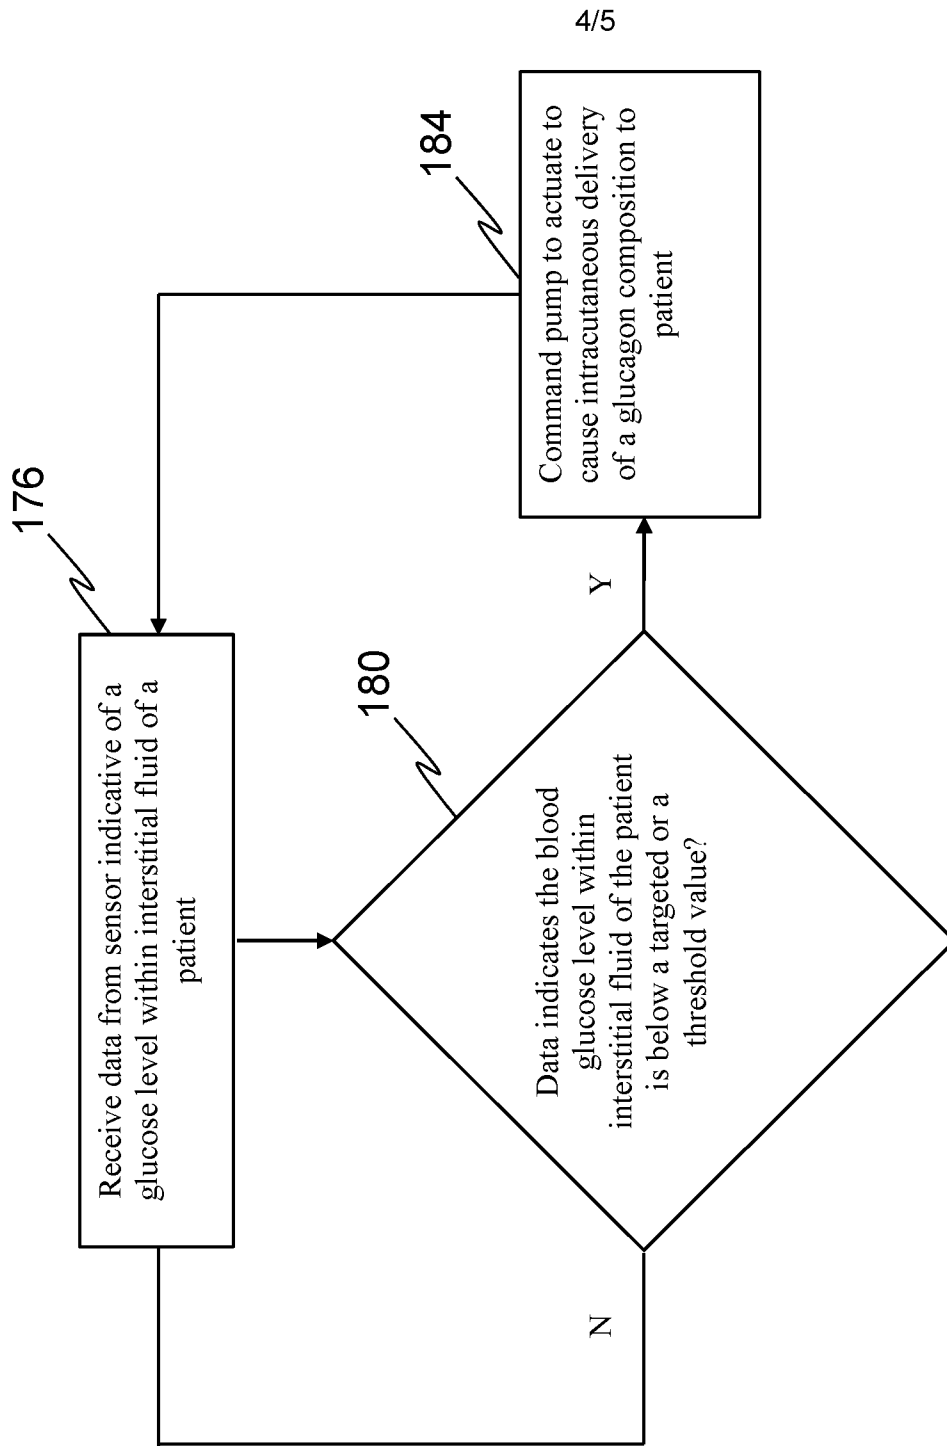 4/5
176
Receive data from sensor indicative of a
glucose level within interstitial fluid of a
patient
180
Data indicates the blood
glucose level within
interstitial fluid of the patient
is below a targeted or a
threshold value?
N
Y
184
Command pump to actuate to
cause intracutaneous delivery
of a glucagon composition to
patient